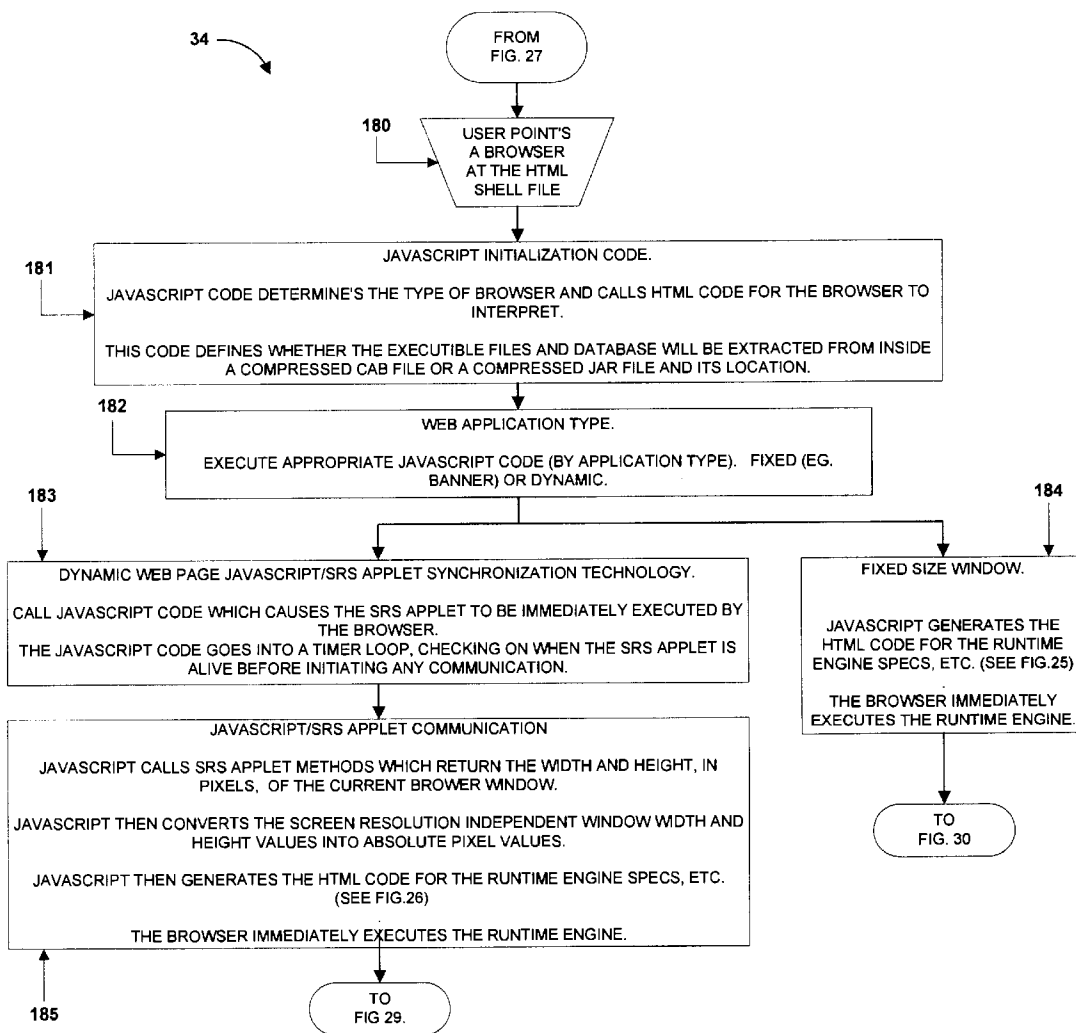 34
FROM
FIG. 27
180
USER POINT'S
A BROWSER
AT THE HTML
SHELL FILE
181
JAVASCRIPT INITIALIZATION CODE.
JAVASCRIPT CODE DETERMINE'S THE TYPE OF BROWSER AND CALLS HTML CODE FOR THE BROWSER TO
INTERPRET.
THIS CODE DEFINES WHETHER THE EXECUTIBLE FILES AND DATABASE WILL BE EXTRACTED FROM INSIDE
A COMPRESSED CAB FILE OR A COMPRESSED JAR FILE AND ITS LOCATION.
182
WEB APPLICATION TYPE.
EXECUTE APPROPRIATE JAVASCRIPT CODE (BY APPLICATION TYPE). FIXED (EG.
BANNER) OR DYNAMIC.
183
DYNAMIC WEB PAGE JAVASCRIPT/SRS APPLET SYNCHRONIZATION TECHNOLOGY.
CALL JAVASCRIPT CODE WHICH CAUSES THE SRS APPLET TO BE IMMEDIATELY EXECUTED BY
THE BROWSER.
THE JAVASCRIPT CODE GOES INTO A TIMER LOOP, CHECKING ON WHEN THE SRS APPLET IS
ALIVE BEFORE INITIATING ANY COMMUNICATION.
184
FIXED SIZE WINDOW.
JAVASCRIPT GENERATES THE
HTML CODE FOR THE RUNTIME
ENGINE SPECS, ETC. (SEE FIG.25)
THE BROWSER IMMEDIATELY
EXECUTES THE RUNTIME ENGINE.
TO
FIG. 30
JAVASCRIPT/SRS APPLET COMMUNICATION
JAVASCRIPT CALLS SRS APPLET METHODS WHICH RETURN THE WIDTH AND HEIGHT, IN
PIXELS, OF THE CURRENT BROWER WINDOW.
JAVASCRIPT THEN CONVERTS THE SCREEN RESOLUTION INDEPENDENT WINDOW WIDTH AND
HEIGHT VALUES INTO ABSOLUTE PIXEL VALUES.
JAVASCRIPT THEN GENERATES THE HTML CODE FOR THE RUNTIME ENGINE SPECS, ETC.
(SEE FIG.26)
THE BROWSER IMMEDIATELY EXECUTES THE RUNTIME ENGINE.
185
TO
FIG 29.